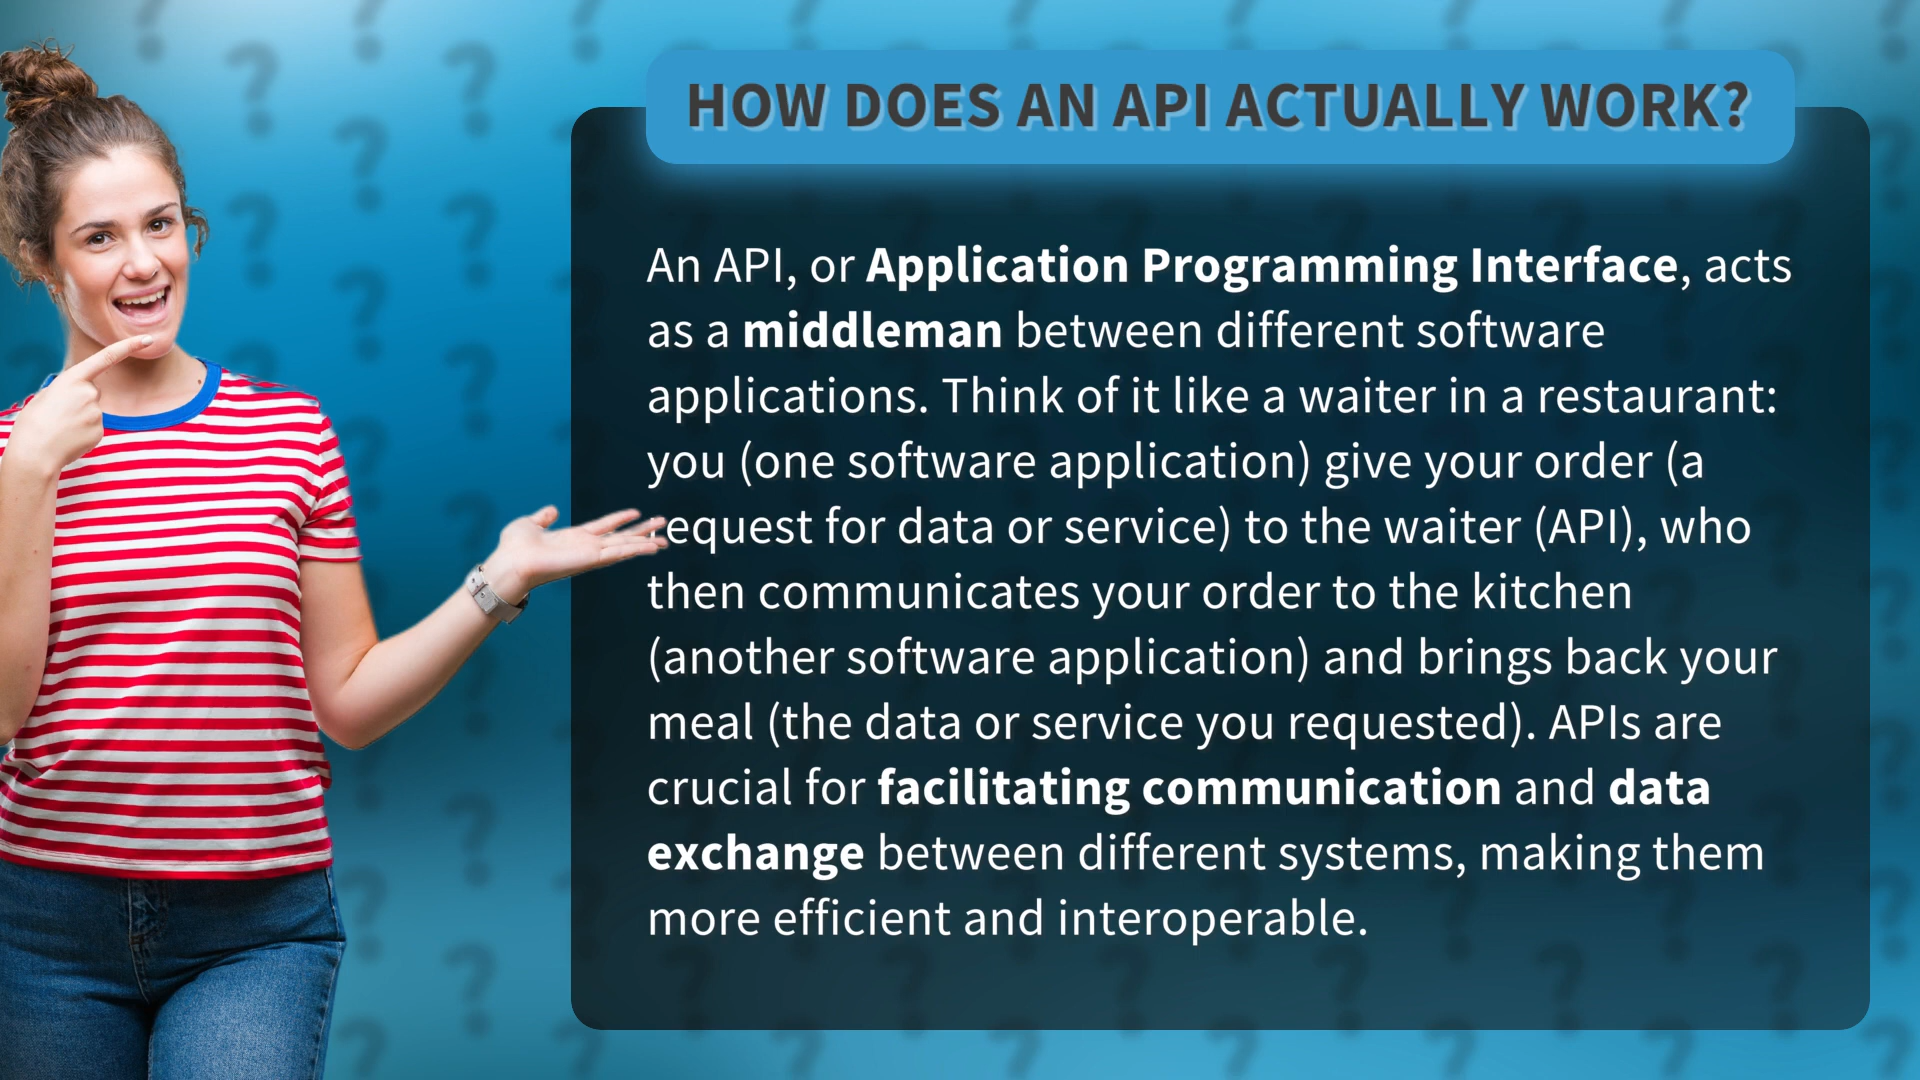 HOW DOES AN API ACTUALLY WORK?
An API, or Application Programming Interface, acts
as a middleman between different software
applications. Think of it like a waiter in a restaurant:
you (one software application) give your order (a
request for data or service) to the waiter (API), who
then communicates your order to the kitchen
(another software application) and brings back your
meal (the data or service you requested). APIs are
crucial for facilitating communication and data
exchange between different systems, making them
more efficient and interoperable.